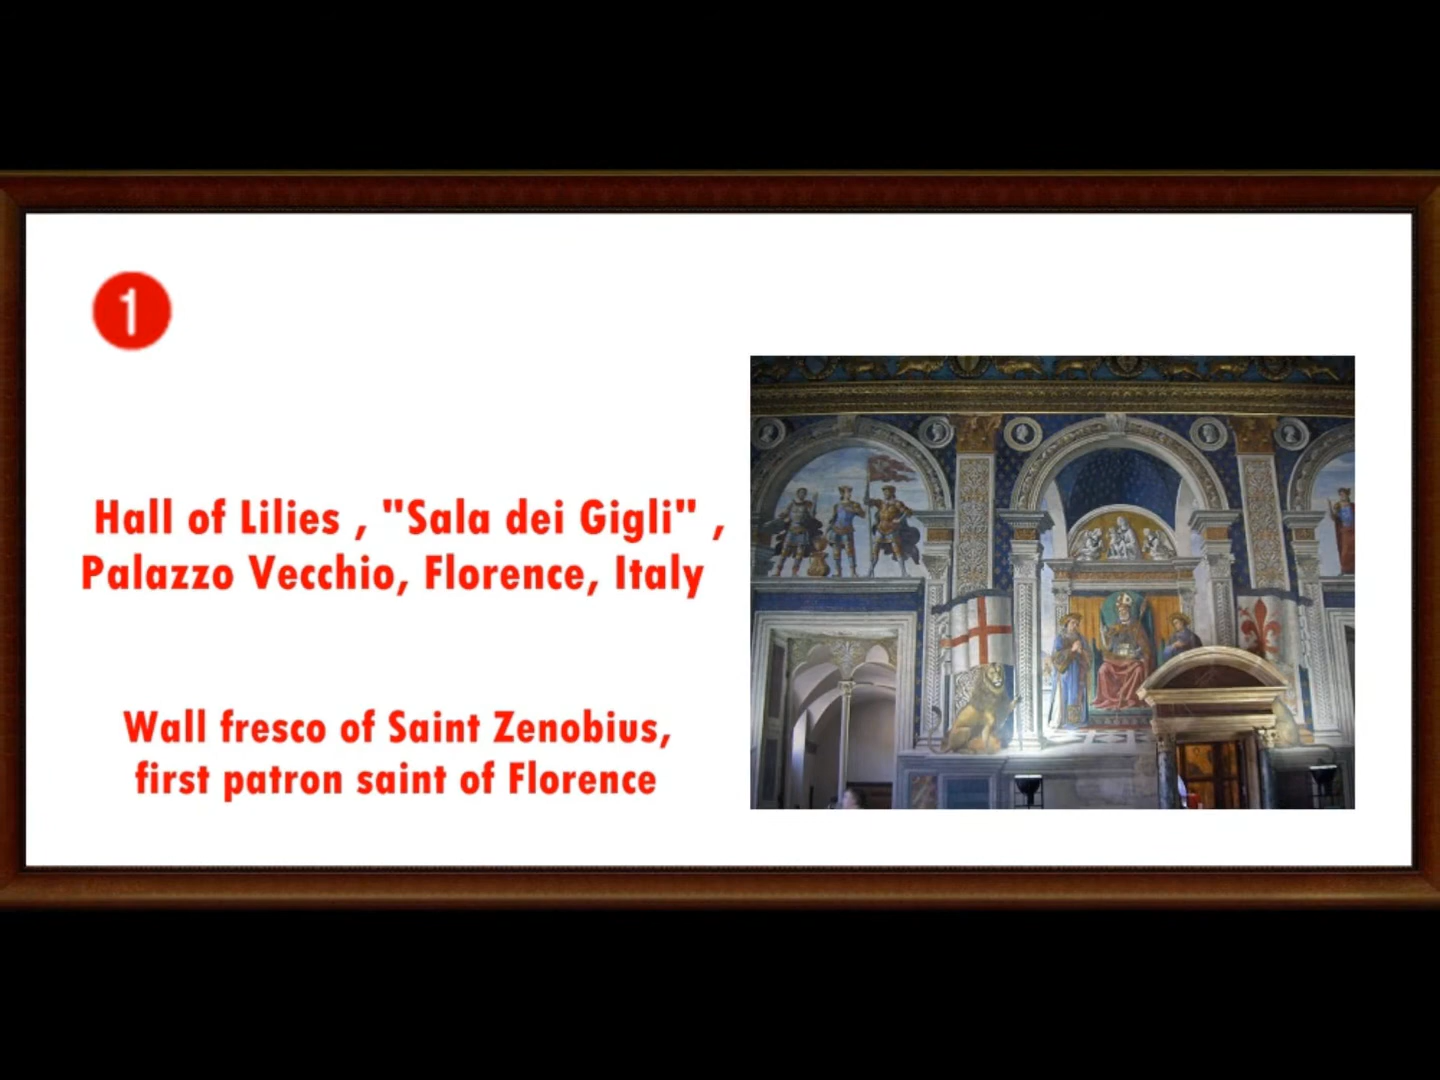 1
Hall of Lilies , "Sala dei Gigli" ,
Palazzo Vecchio, Florence, Italy
Wall fresco of Saint Zenobius,
first patron saint of Florence